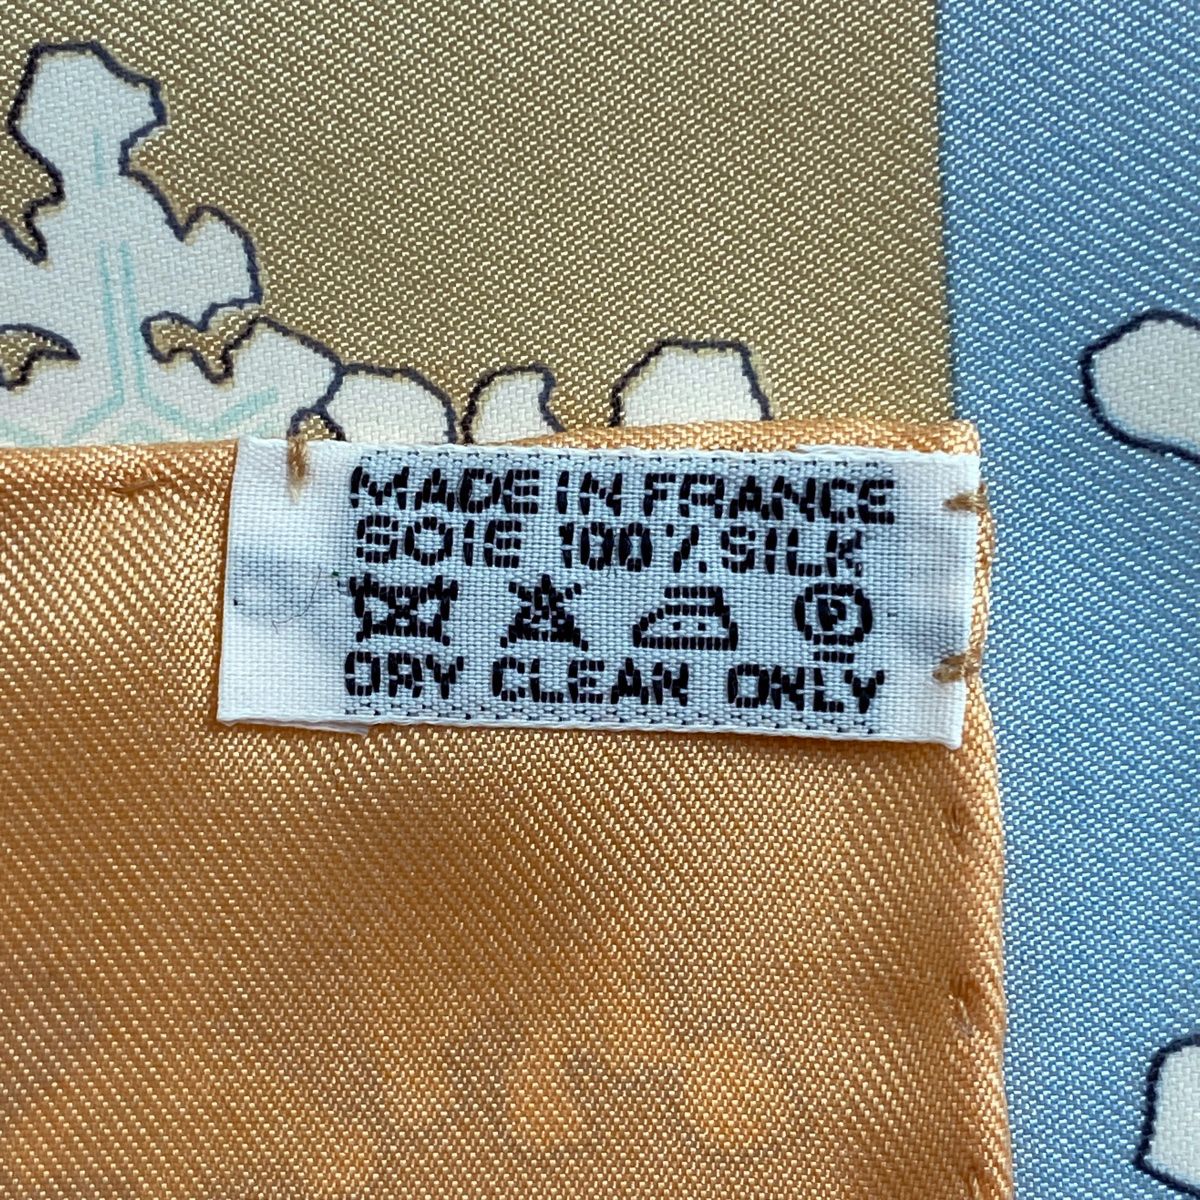 MADE IN FRANCE
SOIE 100% SILK
P
DRY CLEAN ONLY